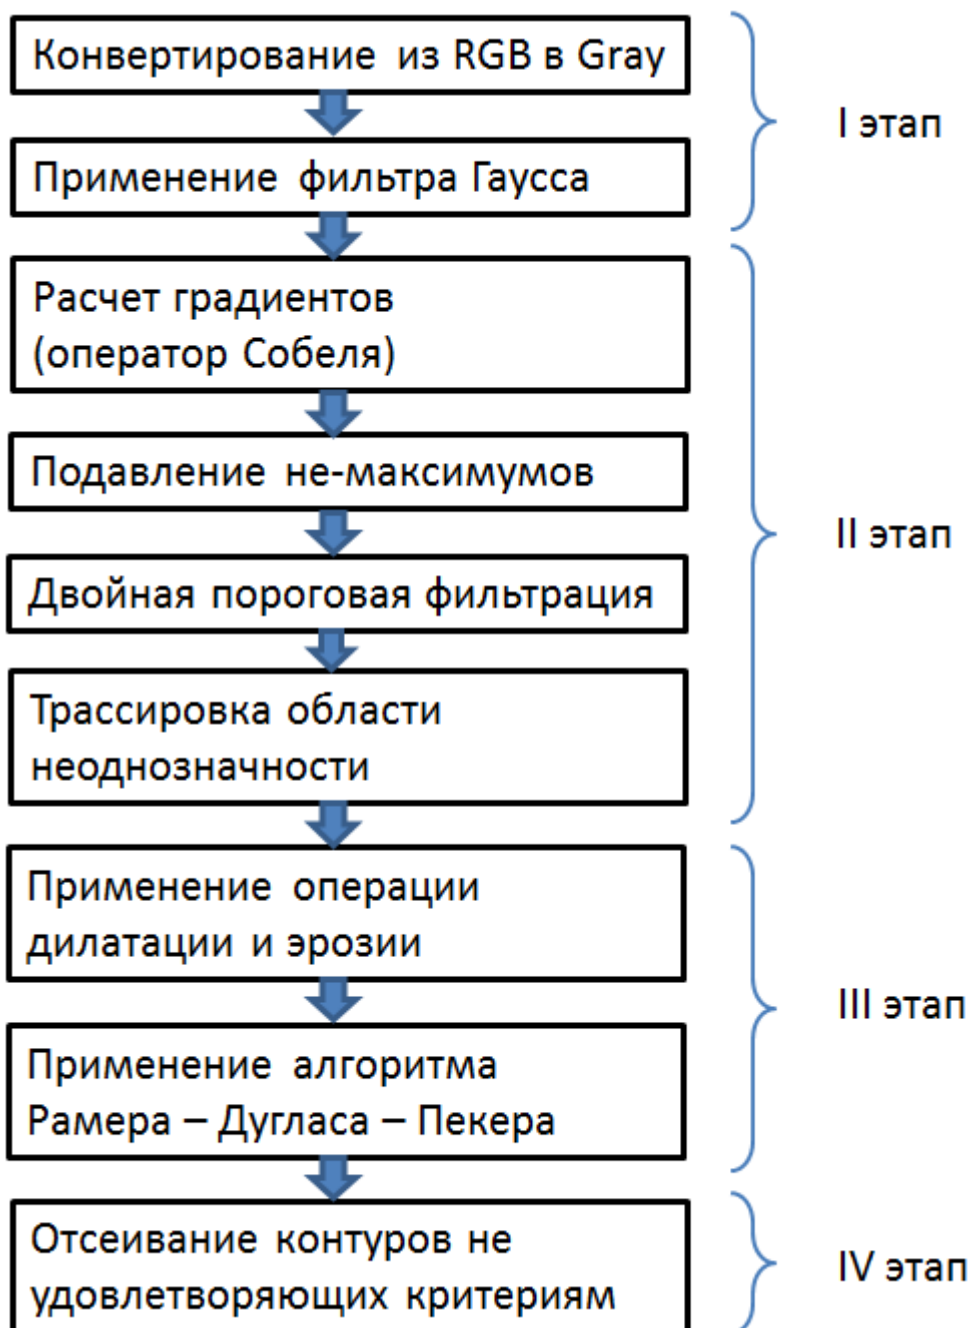 Конвертирование из RGB в Gray
I этап
Применение фильтра Гаусса
Расчет градиентов
(оператор Собеля)
Подавление не-максимумов
II этап
Двойная пороговая фильтрация
Трассировка области
неоднозначности
Применение операции
дилатации и эрозии
III этап
Применение алгоритма
Рамера – Дугласа – Пекера
Отсеивание контуров не
удовлетворяющих критериям
IV этап